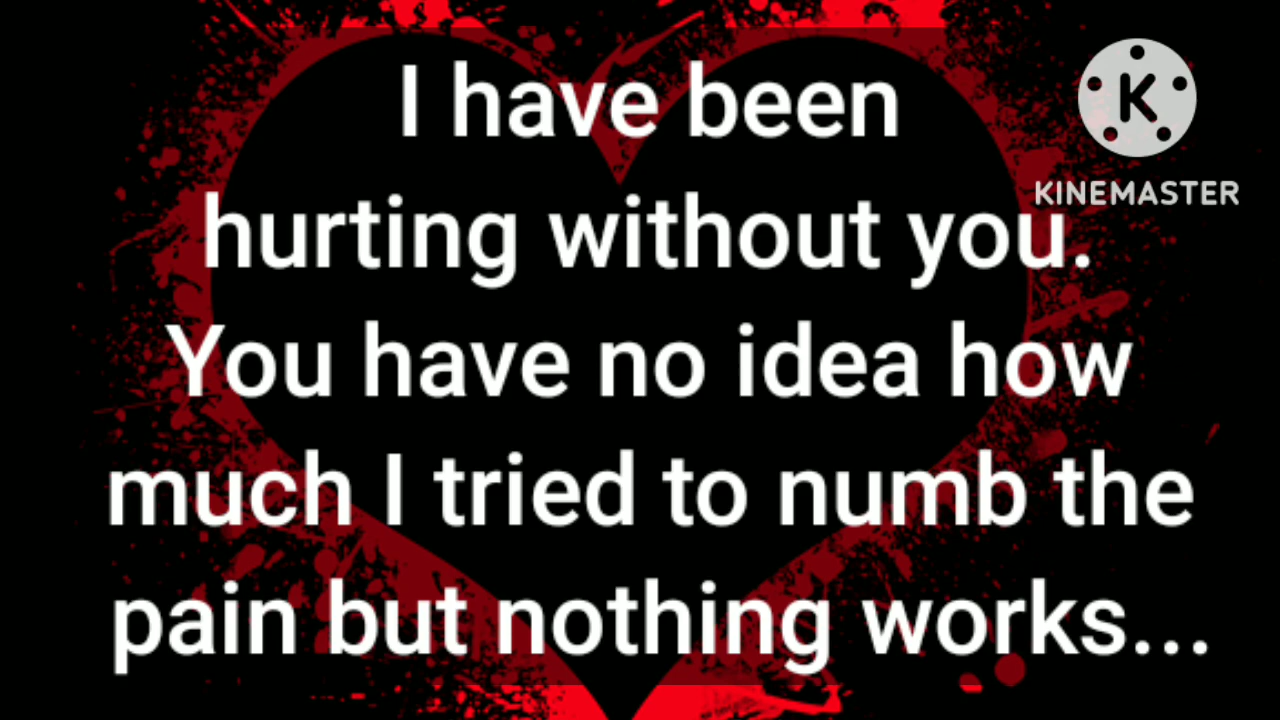 I have been
K
KINEMASTER
hurting without you.
You have no idea how
much I tried to numb the
pain but nothing works...